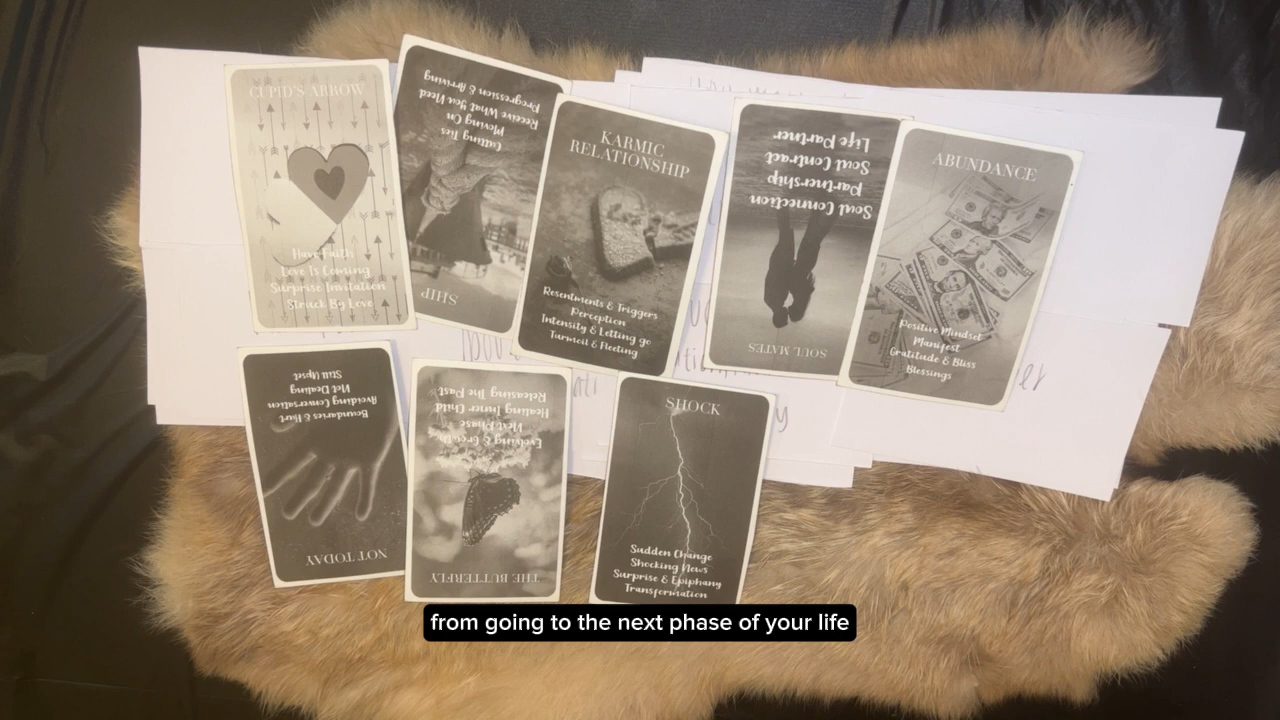 CUPID'S ARROW
Have Faith
Love Is Coming
Surprise Invitation
Struck By Love
SHIP
Progression & Arriving
Receive What You Need
Moving On
Cutting Ties
KARMIC
RELATIONSHIP
Resentments & Triggers
Perception
Intensity & Letting go
Turmoil & Fleeting
SOUL MATES
Soul Connection
Partnership
Soul Contract
Life Partner
ABUNDANCE
Positive Mindset
Manifest
Gratitude & Bliss
Blessings
NOT TODAY
Boundaries & Hurt
Avoiding Conversation
Not Dealing
Still Upset
THE BUTTERFLY
Evolving & Growth
Next Phase
Healing Inner Child
Releasing The Past
SHOCK
Sudden Change
Shocking News
Surprise & Epiphany
Transformation
from going to the next phase of your life